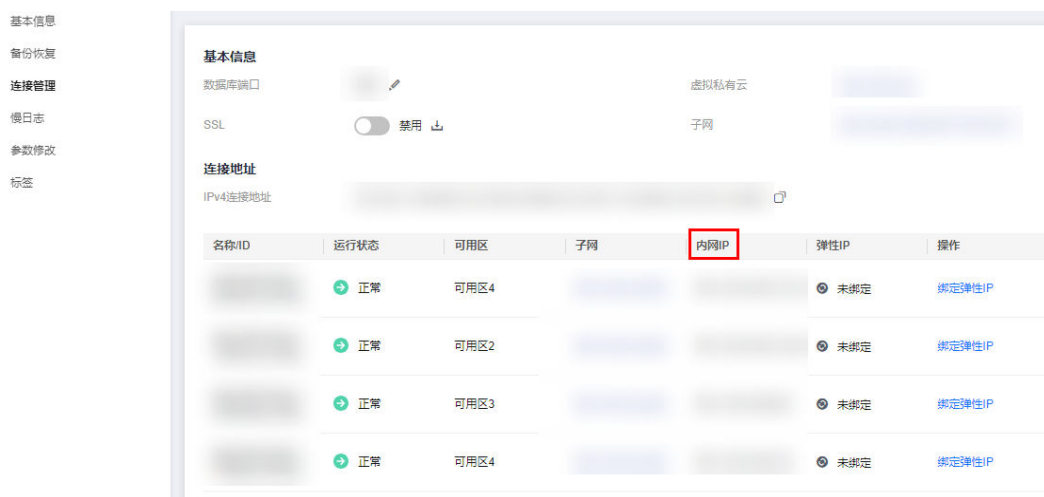 基本信息
备份恢复
连接管理
慢日志
参数修改
标签
基本信息
数据库端口
虚拟私有云
SSL 禁用
子网
连接地址
IPv4连接地址
名称/ID 运行状态 可用区 子网 内网IP 弹性IP 操作
正常 可用区4 未绑定 绑定弹性IP
正常 可用区2 未绑定 绑定弹性IP
正常 可用区3 未绑定 绑定弹性IP
正常 可用区4 未绑定 绑定弹性IP